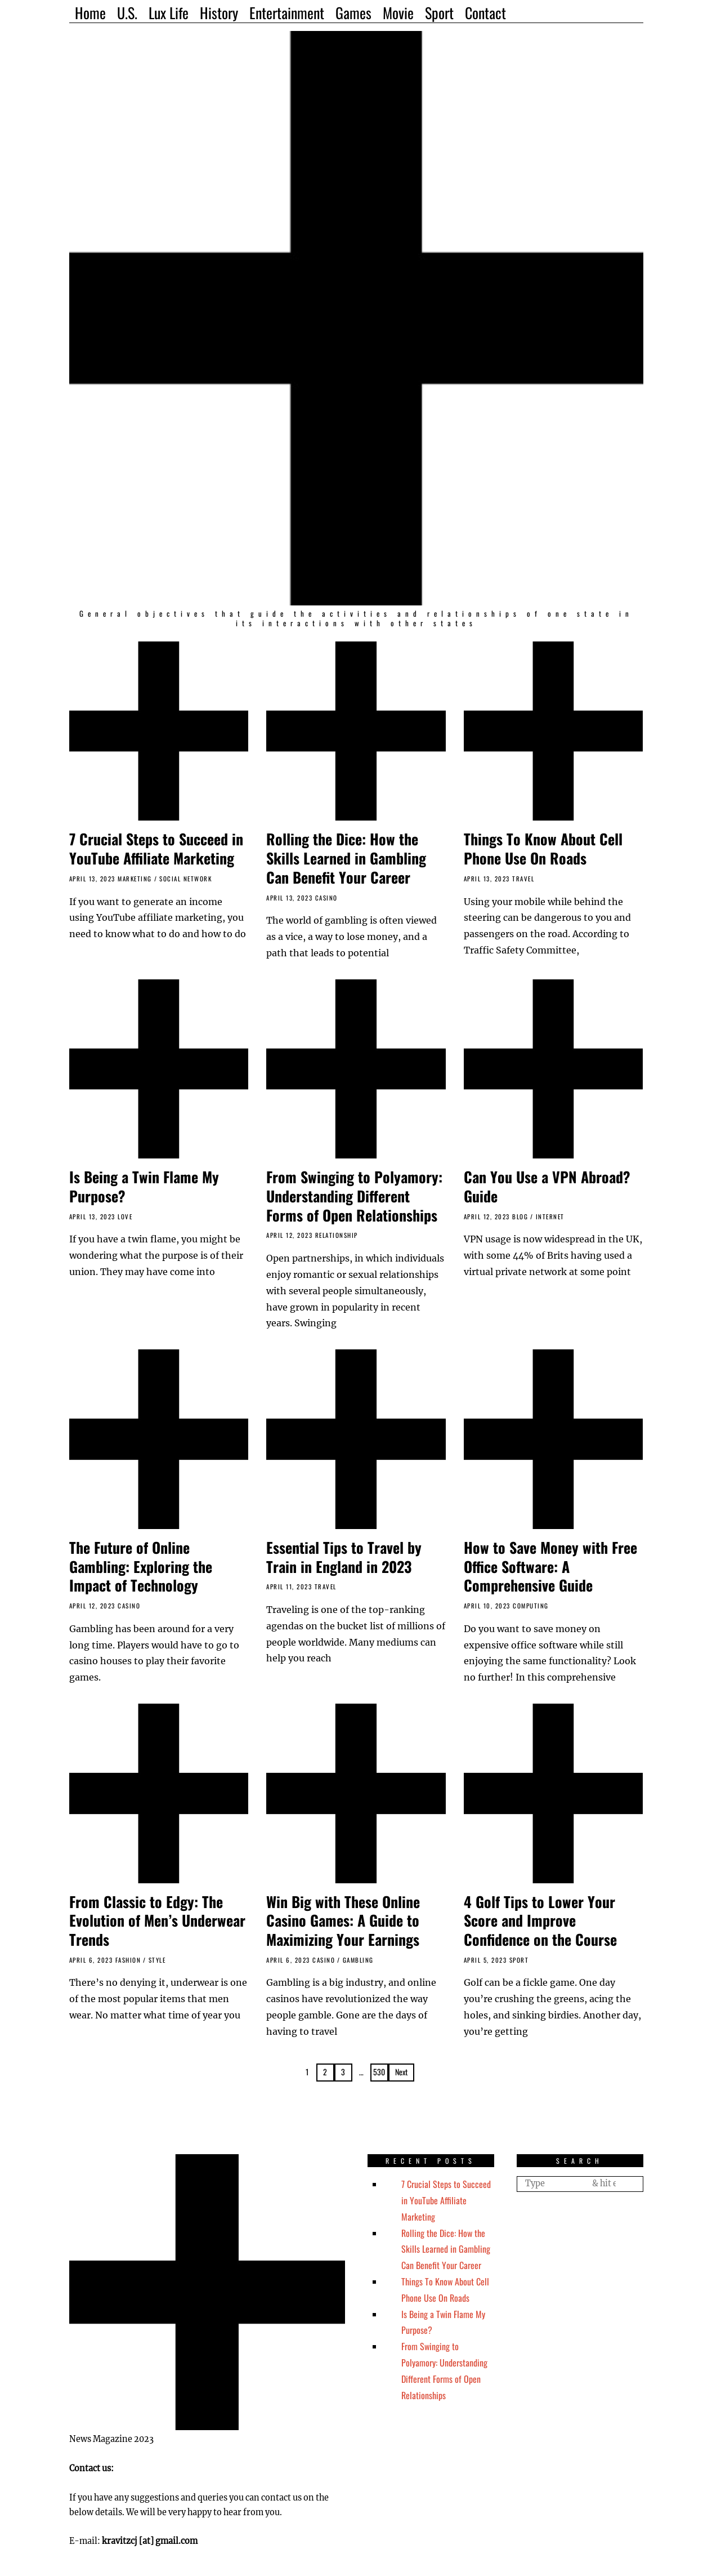 Home U.S. Lux Life History Entertainment Games Movie Sport Contact
General objectives that guide the activities and relationships of one state in
its interactions with other states
7 Crucial Steps to Succeed in
YouTube Affiliate Marketing
APRIL 13, 2023 MARKETING / SOCIAL NETWORK
If you want to generate an income
using YouTube affiliate marketing, you
need to know what to do and how to do
Rolling the Dice: How the
Skills Learned in Gambling
Can Benefit Your Career
APRIL 13, 2023 CASINO
The world of gambling is often viewed
as a vice, a way to lose money, and a
path that leads to potential
Things To Know About Cell
Phone Use On Roads
APRIL 13, 2023 TRAVEL
Using your mobile while behind the
steering can be dangerous to you and
passengers on the road. According to
Traffic Safety Committee,
Is Being a Twin Flame My
Purpose?
APRIL 13, 2023 LOVE
If you have a twin flame, you might be
wondering what the purpose is of their
union. They may have come into
From Swinging to Polyamory:
Understanding Different
Forms of Open Relationships
APRIL 12, 2023 RELATIONSHIP
Open partnerships, in which individuals
enjoy romantic or sexual relationships
with several people simultaneously,
have grown in popularity in recent
years. Swinging
Can You Use a VPN Abroad?
Guide
APRIL 12, 2023 BLOG / INTERNET
VPN usage is now widespread in the UK,
with some 44% of Brits having used a
virtual private network at some point
The Future of Online
Gambling: Exploring the
Impact of Technology
APRIL 12, 2023 CASINO
Gambling has been around for a very
long time. Players would have to go to
casino houses to play their favorite
games.
Essential Tips to Travel by
Train in England in 2023
APRIL 11, 2023 TRAVEL
Traveling is one of the top-ranking
agendas on the bucket list of millions of
people worldwide. Many mediums can
help you reach
How to Save Money with Free
Office Software: A
Comprehensive Guide
APRIL 10, 2023 COMPUTING
Do you want to save money on
expensive office software while still
enjoying the same functionality? Look
no further! In this comprehensive
From Classic to Edgy: The
Evolution of Men’s Underwear
Trends
APRIL 6, 2023 FASHION / STYLE
There’s no denying it, underwear is one
of the most popular items that men
wear. No matter what time of year you
Win Big with These Online
Casino Games: A Guide to
Maximizing Your Earnings
APRIL 6, 2023 CASINO / GAMBLING
Gambling is a big industry, and online
casinos have revolutionized the way
people gamble. Gone are the days of
having to travel
4 Golf Tips to Lower Your
Score and Improve
Confidence on the Course
APRIL 5, 2023 SPORT
Golf can be a fickle game. One day
you’re crushing the greens, acing the
holes, and sinking birdies. Another day,
you’re getting
1 2 3 … 530 Next
News Magazine 2023
Contact us:
If you have any suggestions and queries you can contact us on the
below details. We will be very happy to hear from you.
E-mail: kravitzcj [at] gmail.com
RECENT POSTS
7 Crucial Steps to Succeed
in YouTube Affiliate
Marketing
Rolling the Dice: How the
Skills Learned in Gambling
Can Benefit Your Career
Things To Know About Cell
Phone Use On Roads
Is Being a Twin Flame My
Purpose?
From Swinging to
Polyamory: Understanding
Different Forms of Open
Relationships
SEARCH
Type & hit e